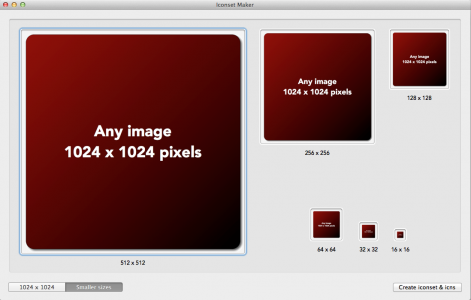 Iconset Maker
Any image
1024 x 1024 pixels
512 x 512
Any image
1024 x 1024 pixels
256 x 256
Any image
1024 x 1024 pixels
128 x 128
64 x 64
32 x 32
16 x 16
1024 x 1024
Smaller sizes
Create iconset & icns